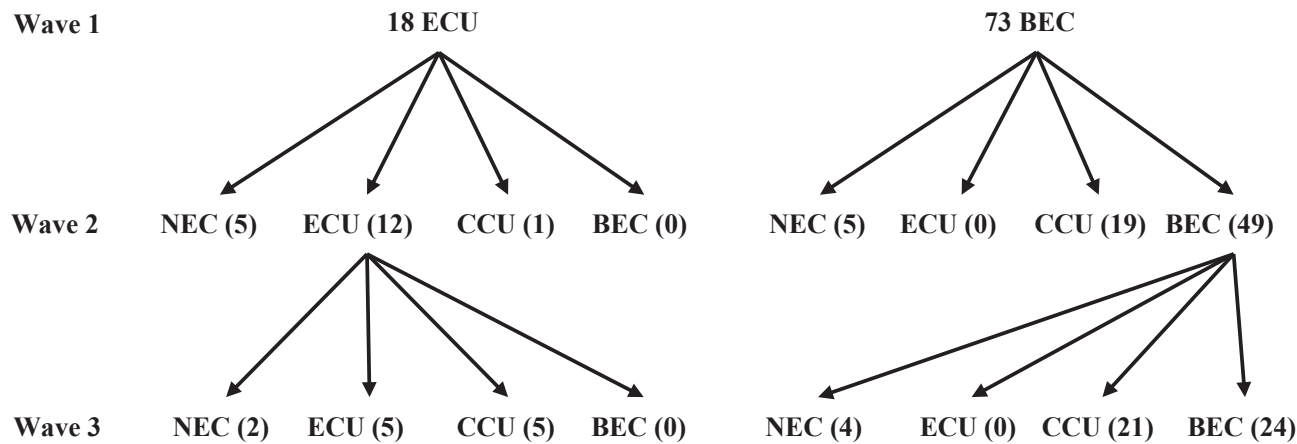 Wave 1 18 ECU 73 BEC
Wave 2 NEC (5) ECU (12) CCU (1) BEC (0) NEC (5) ECU (0) CCU (19) BEC (49)
Wave 3 NEC (2) ECU (5) CCU (5) BEC (0) NEC (4) ECU (0) CCU (21) BEC (24)